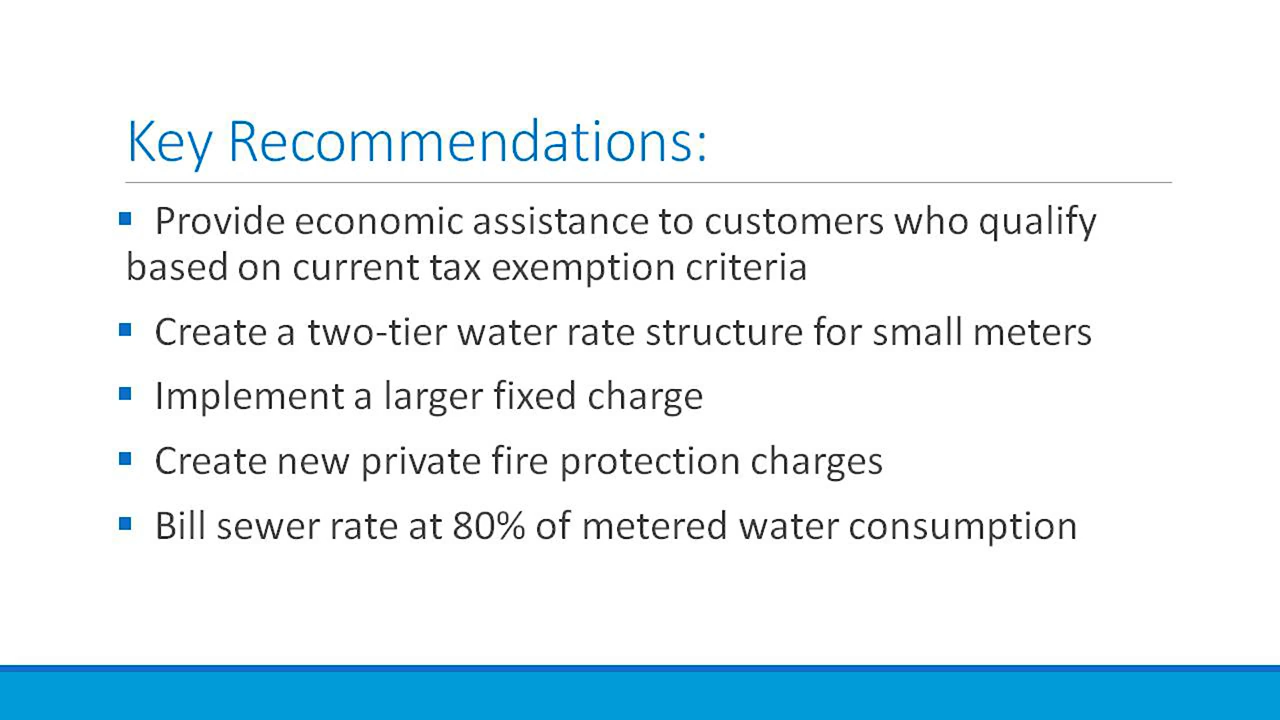 Key Recommendations:
▪ Provide economic assistance to customers who qualify
based on current tax exemption criteria
▪ Create a two-tier water rate structure for small meters
▪ Implement a larger fixed charge
▪ Create new private fire protection charges
▪ Bill sewer rate at 80% of metered water consumption